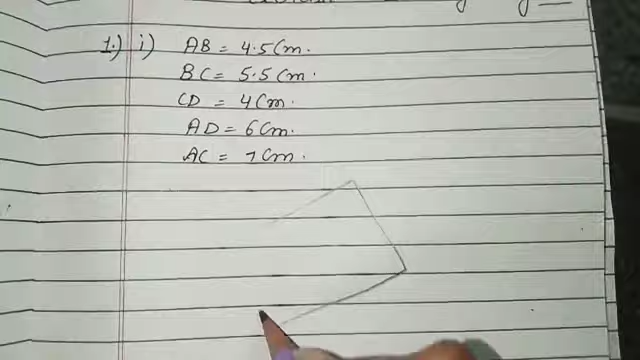 1.) i) AB = 4.5 Cm.
BC = 5.5 Cm.
CD = 4 Cm.
AD = 6 Cm.
AC = 7 Cm.